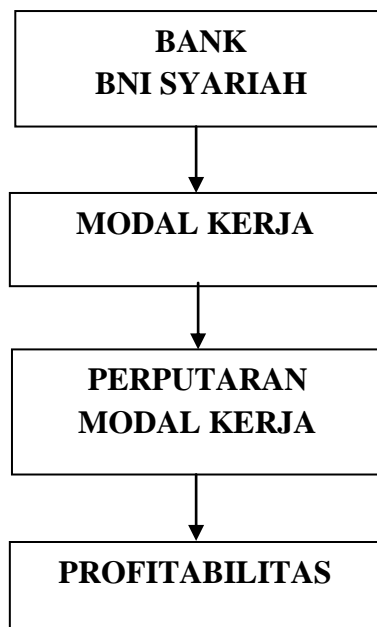 BANK
BNI SYARIAH
MODAL KERJA
PERPUTARAN
MODAL KERJA
PROFITABILITAS